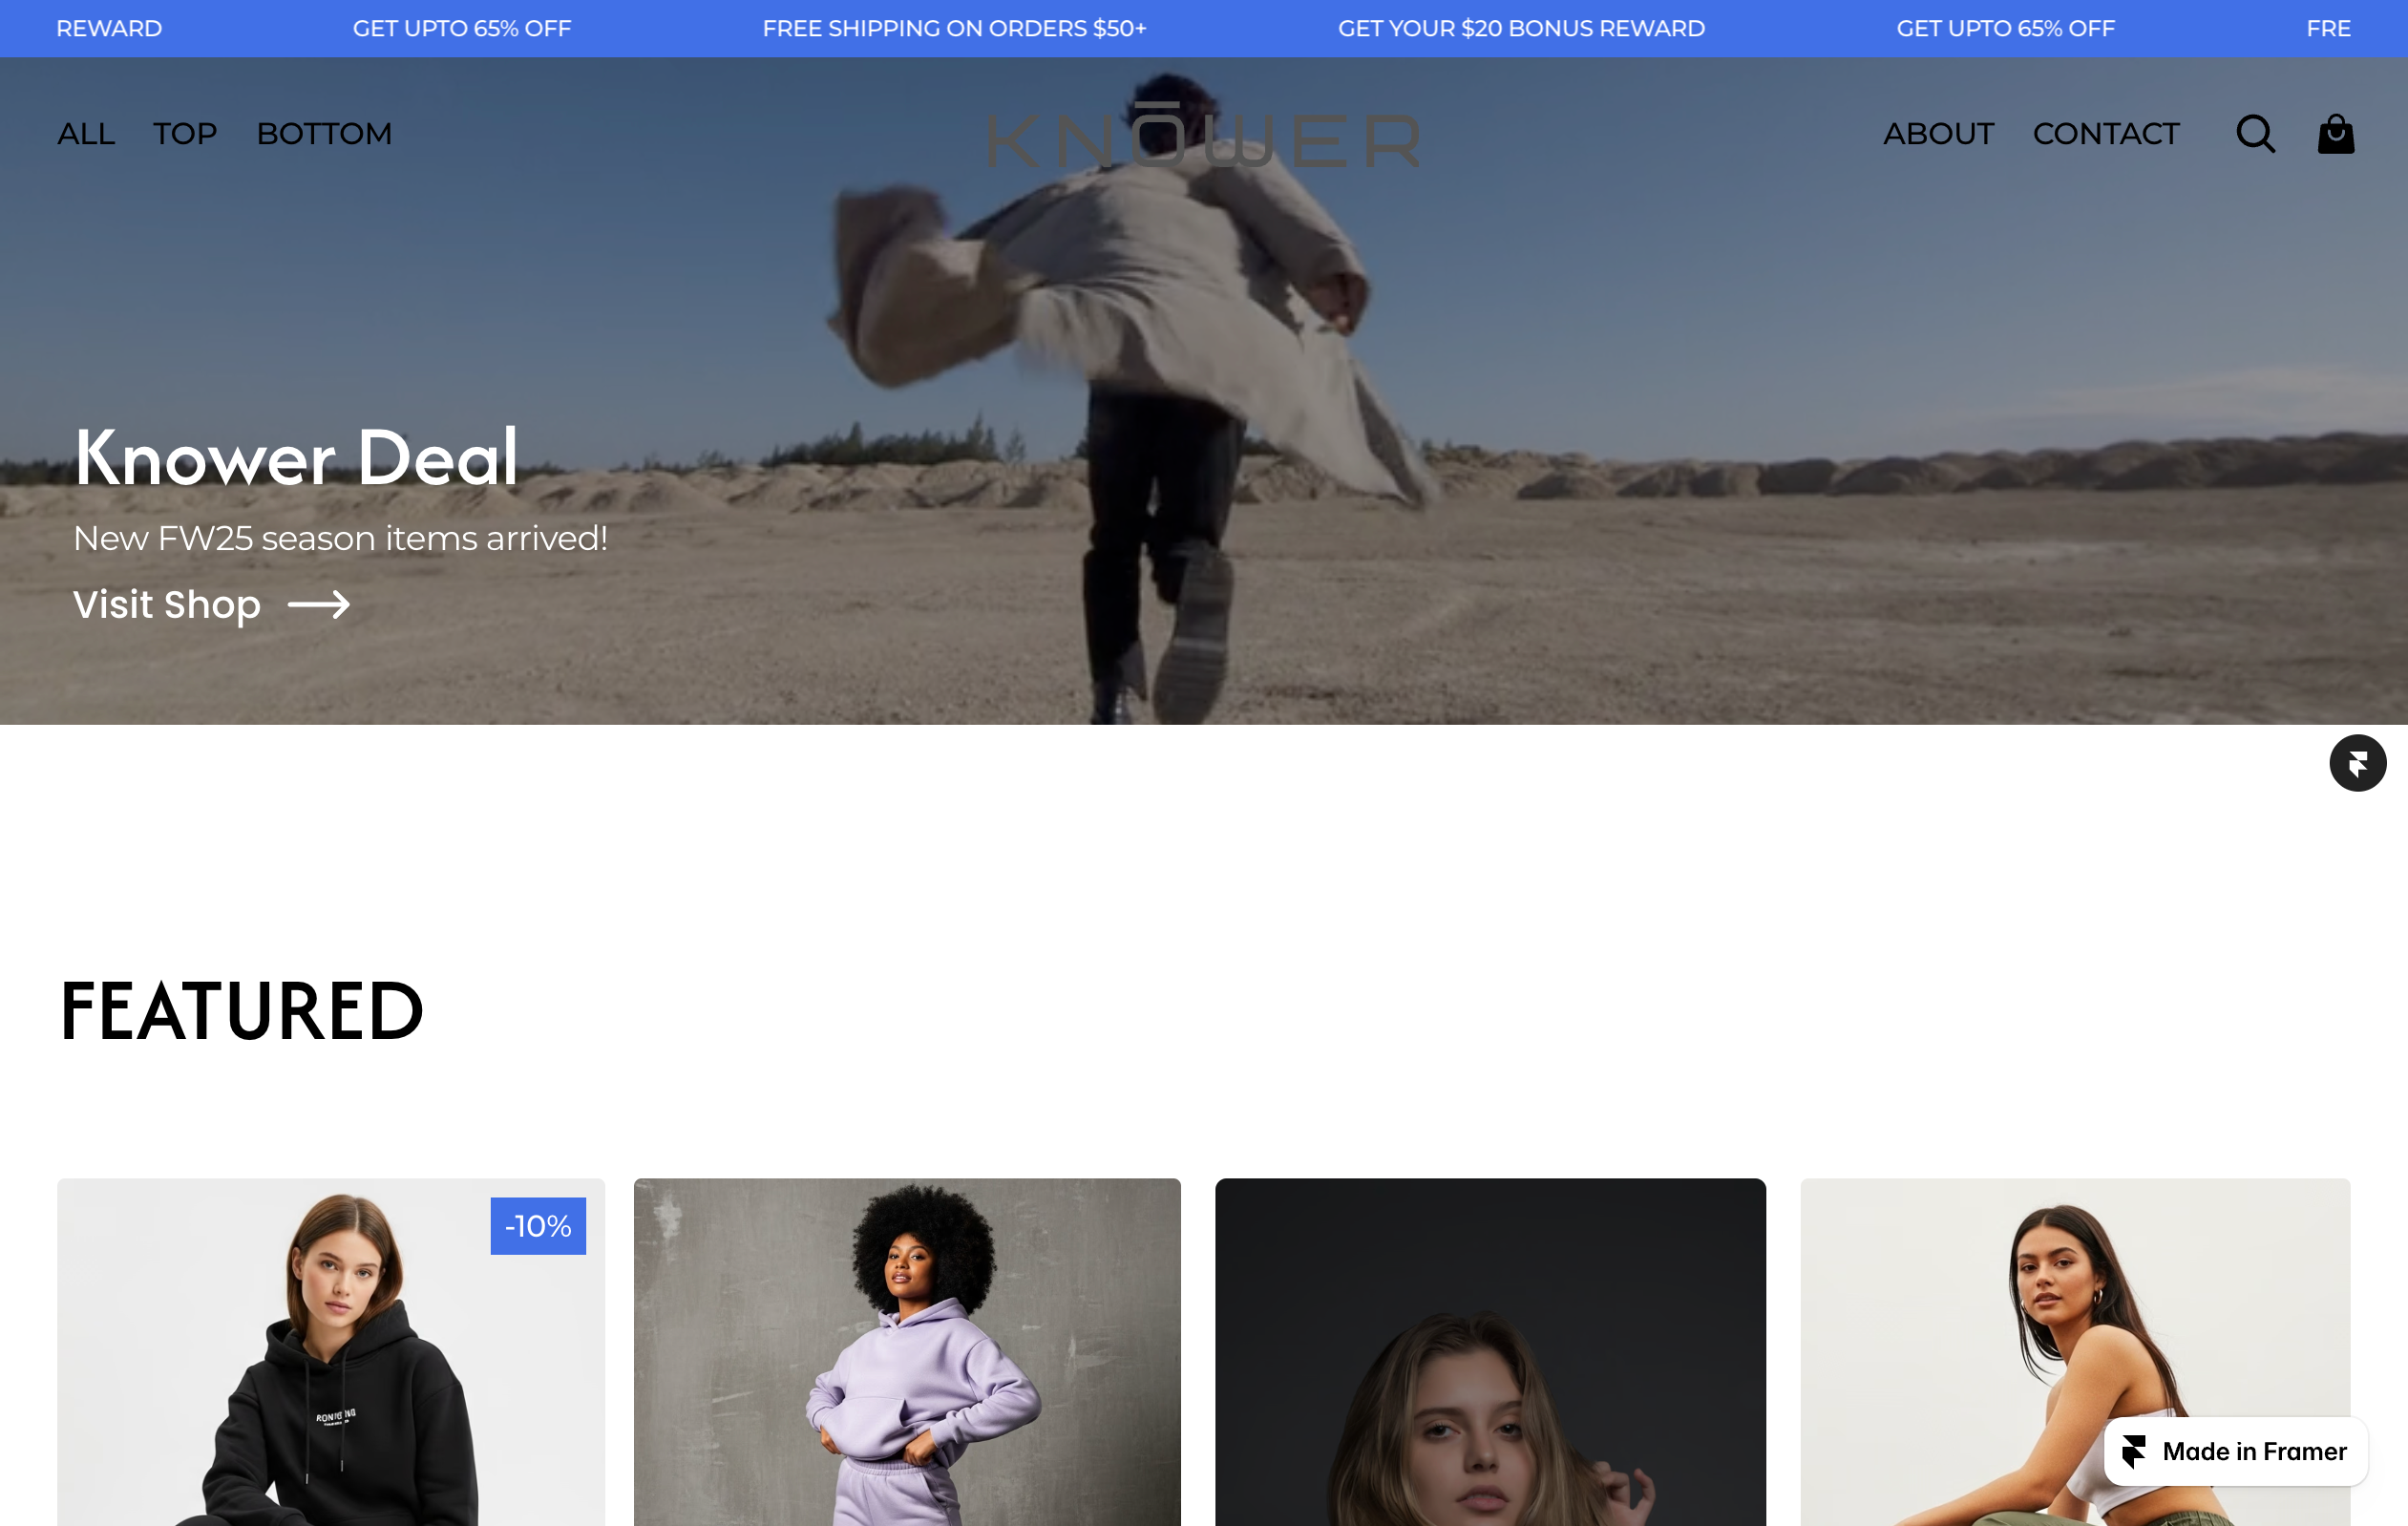 REWARD GET UPTO 65% OFF FREE SHIPPING ON ORDERS $50+ GET YOUR $20 BONUS REWARD GET UPTO 65% OFF FRE
ALL TOP BOTTOM KNŌWER ABOUT CONTACT
Knower Deal
New FW25 season items arrived!
Visit Shop
FEATURED
-10%
Made in Framer